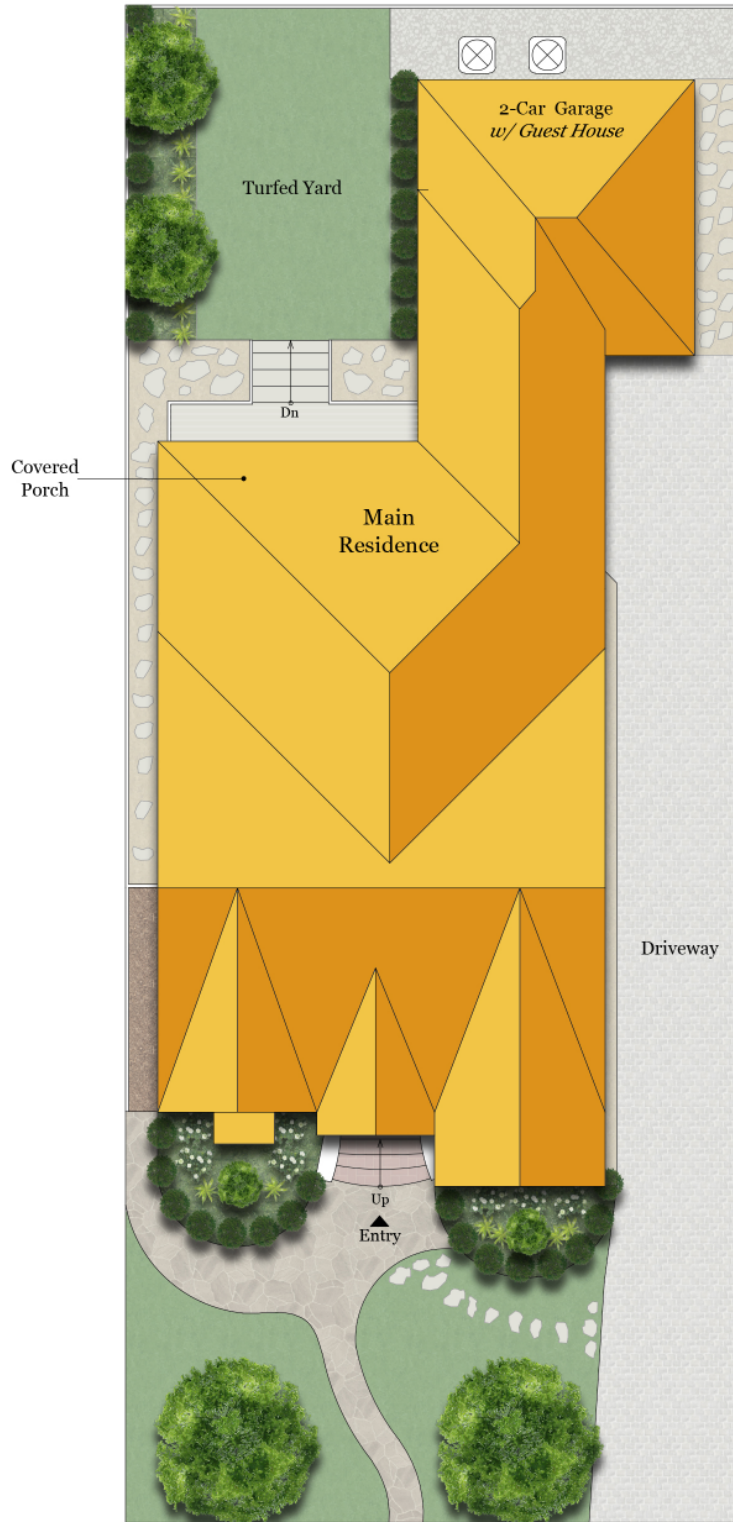 2-Car Garage
w/ Guest House
Turfed Yard
Dn
Covered
Porch
Main
Residence
Driveway
Up
Entry